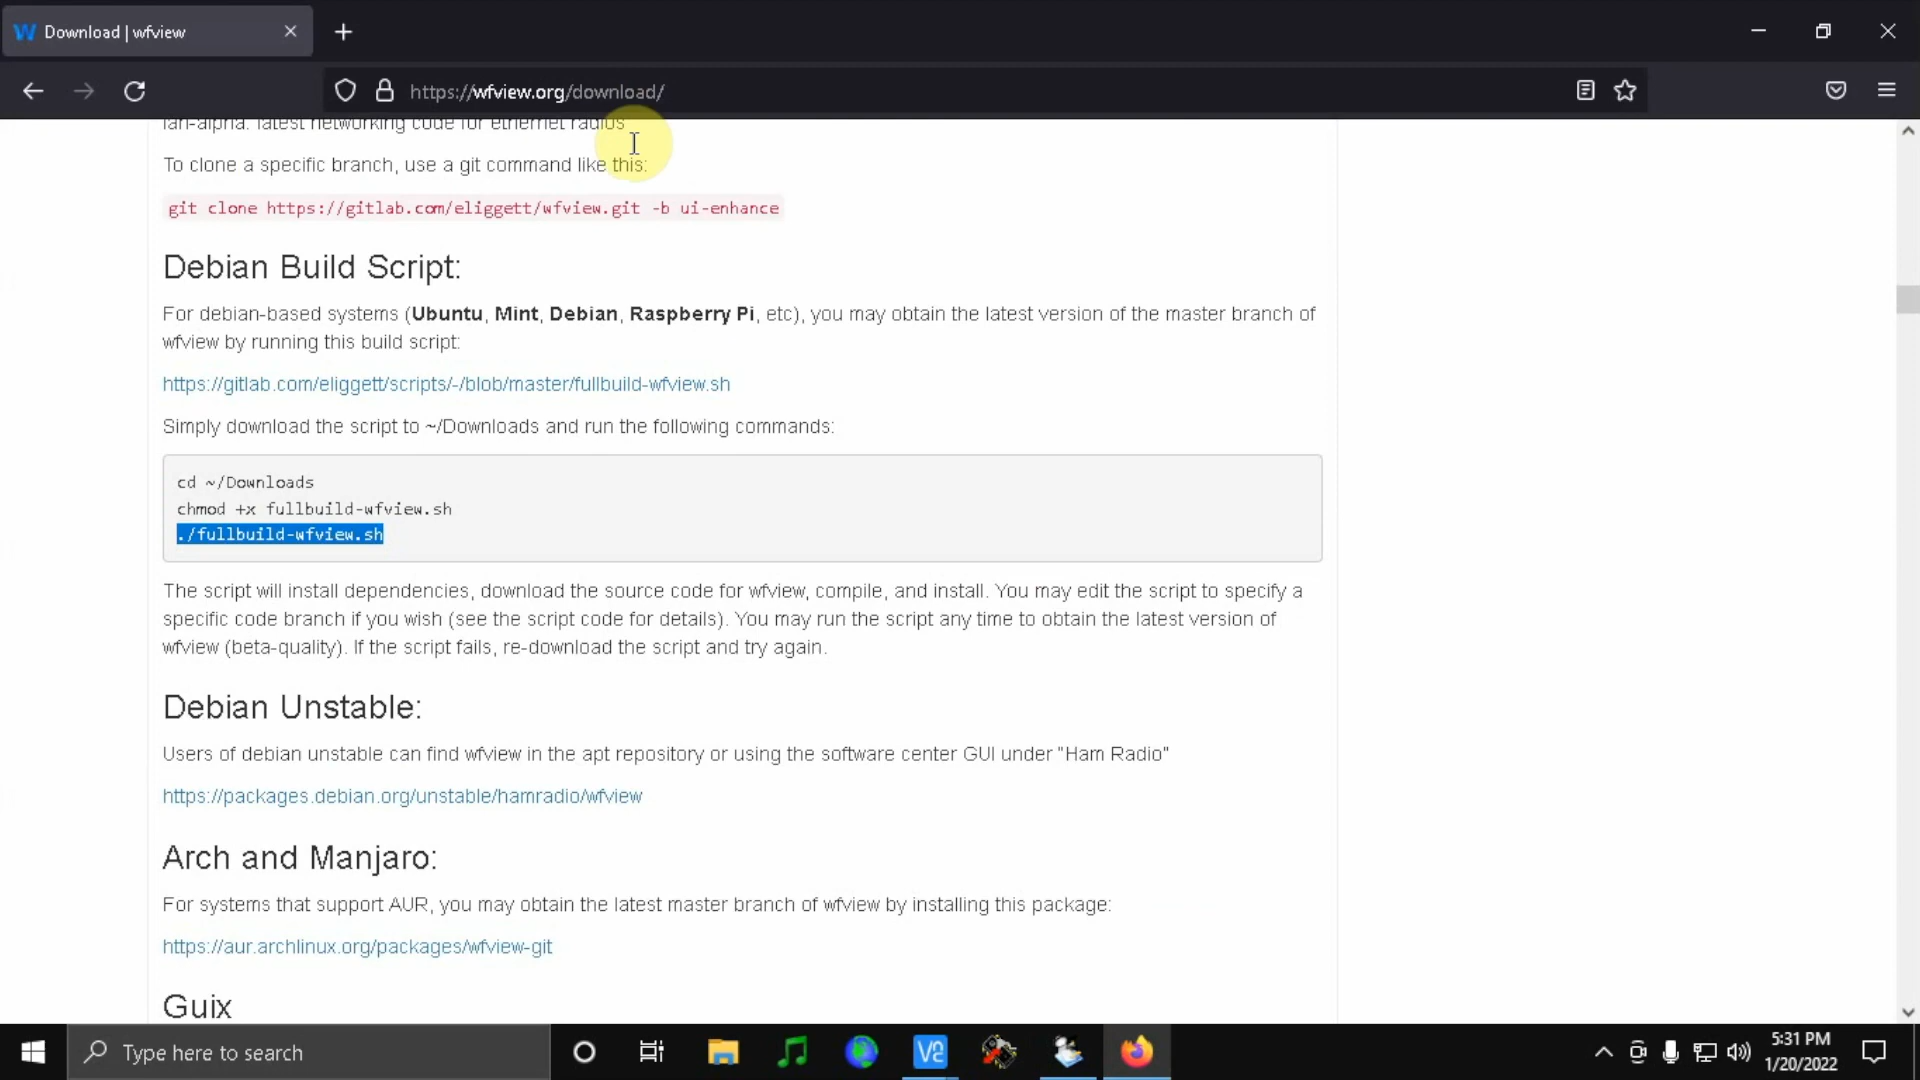 Download | wfview
https://wfview.org/download/
lan-alpha: latest networking code for ethernet radios
To clone a specific branch, use a git command like this:
git clone https://gitlab.com/eliggett/wfview.git -b ui-enhance
Debian Build Script:
For debian-based systems (Ubuntu, Mint, Debian, Raspberry Pi, etc), you may obtain the latest version of the master branch of
wfview by running this build script:
https://gitlab.com/eliggett/scripts/-/blob/master/fullbuild-wfview.sh
Simply download the script to ~/Downloads and run the following commands:
cd ~/Downloads
chmod +x fullbuild-wfview.sh
./fullbuild-wfview.sh
The script will install dependencies, download the source code for wfview, compile, and install. You may edit the script to specify a
specific code branch if you wish (see the script code for details). You may run the script any time to obtain the latest version of
wfview (beta-quality). If the script fails, re-download the script and try again.
Debian Unstable:
Users of debian unstable can find wfview in the apt repository or using the software center GUI under "Ham Radio"
https://packages.debian.org/unstable/hamradio/wfview
Arch and Manjaro:
For systems that support AUR, you may obtain the latest master branch of wfview by installing this package:
https://aur.archlinux.org/packages/wfview-git
Guix
Type here to search
5:31 PM
1/20/2022